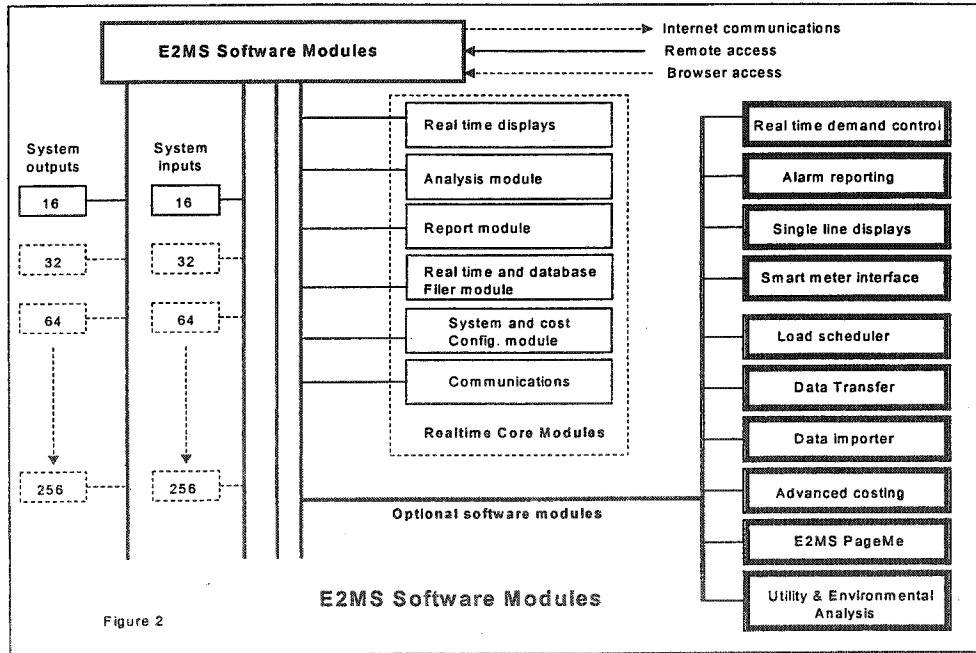 E2MS Software Modules
Internet communications
Remote access
Browser access
System
outputs
16
32
64
256
System
inputs
16
32
64
256
Real time displays
Analysis module
Report module
Real time and database
Filer module
System and cost
Config. module
Communications
Realtime Core Modules
Optional software modules
Real time demand control
Alarm reporting
Single line displays
Smart meter interface
Load scheduler
Data Transfer
Data importer
Advanced costing
E2MS PageMe
Utility & Environmental
Analysis
E2MS Software Modules
Figure 2